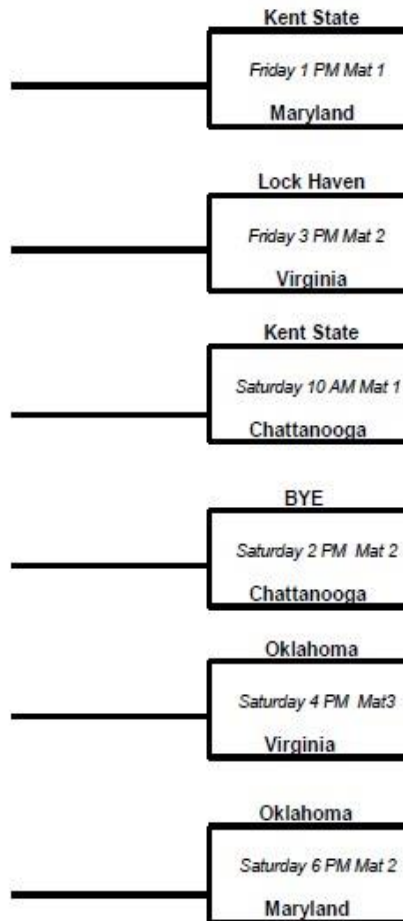 Kent State
Friday 1 PM Mat 1
Maryland
Lock Haven
Friday 3 PM Mat 2
Virginia
Kent State
Saturday 10 AM Mat 1
Chattanooga
BYE
Saturday 2 PM Mat 2
Chattanooga
Oklahoma
Saturday 4 PM Mat3
Virginia
Oklahoma
Saturday 6 PM Mat 2
Maryland